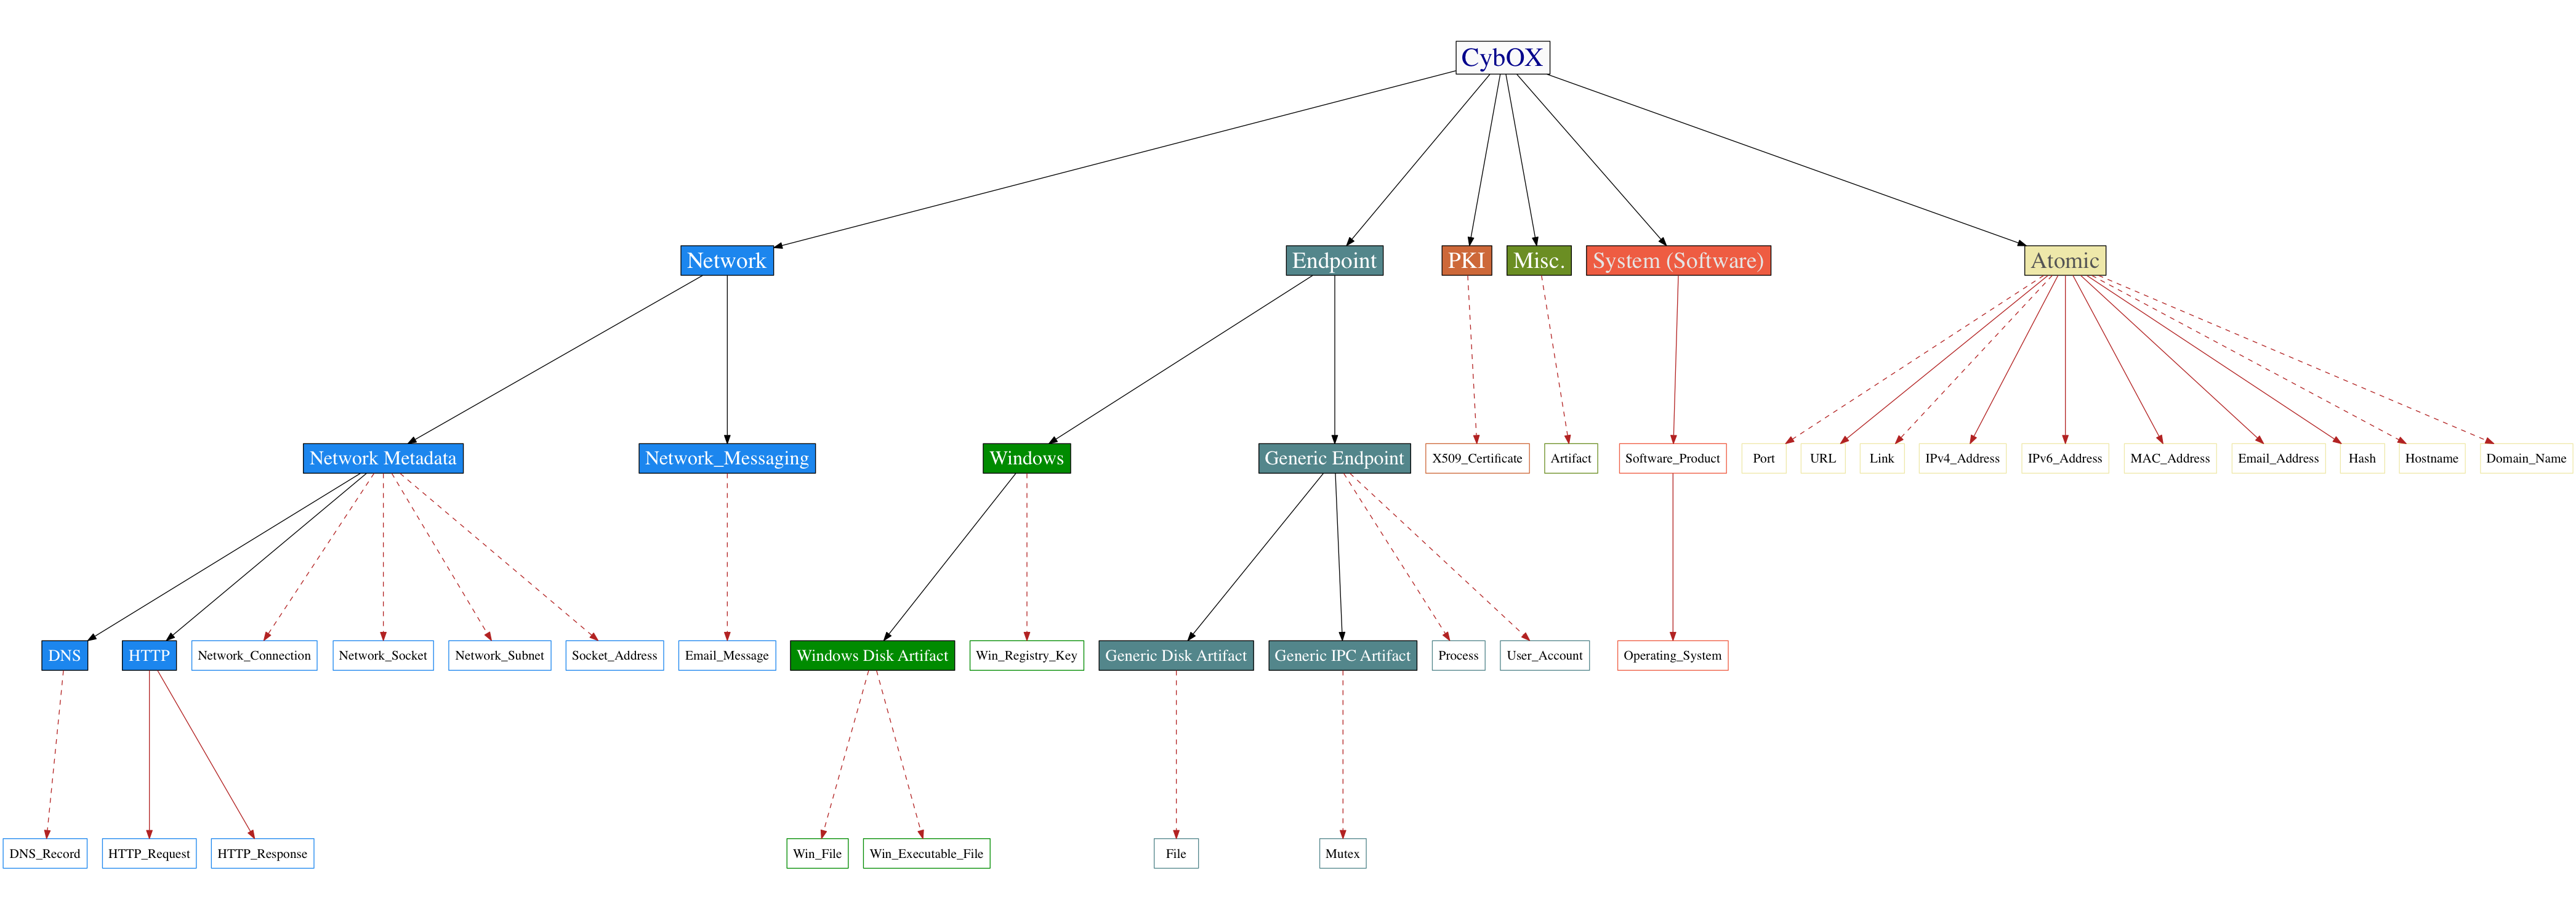 CybOX
Network
Endpoint
PKI
Misc.
System (Software)
Atomic
Network Metadata
Network_Messaging
Windows
Generic Endpoint
X509_Certificate
Artifact
Software_Product
Port
URL
Link
IPv4_Address
IPv6_Address
MAC_Address
Email_Address
Hash
Hostname
Domain_Name
DNS
HTTP
Network_Connection
Network_Socket
Network_Subnet
Socket_Address
Email_Message
Windows Disk Artifact
Win_Registry_Key
Generic Disk Artifact
Generic IPC Artifact
Process
User_Account
Operating_System
DNS_Record
HTTP_Request
HTTP_Response
Win_File
Win_Executable_File
File
Mutex